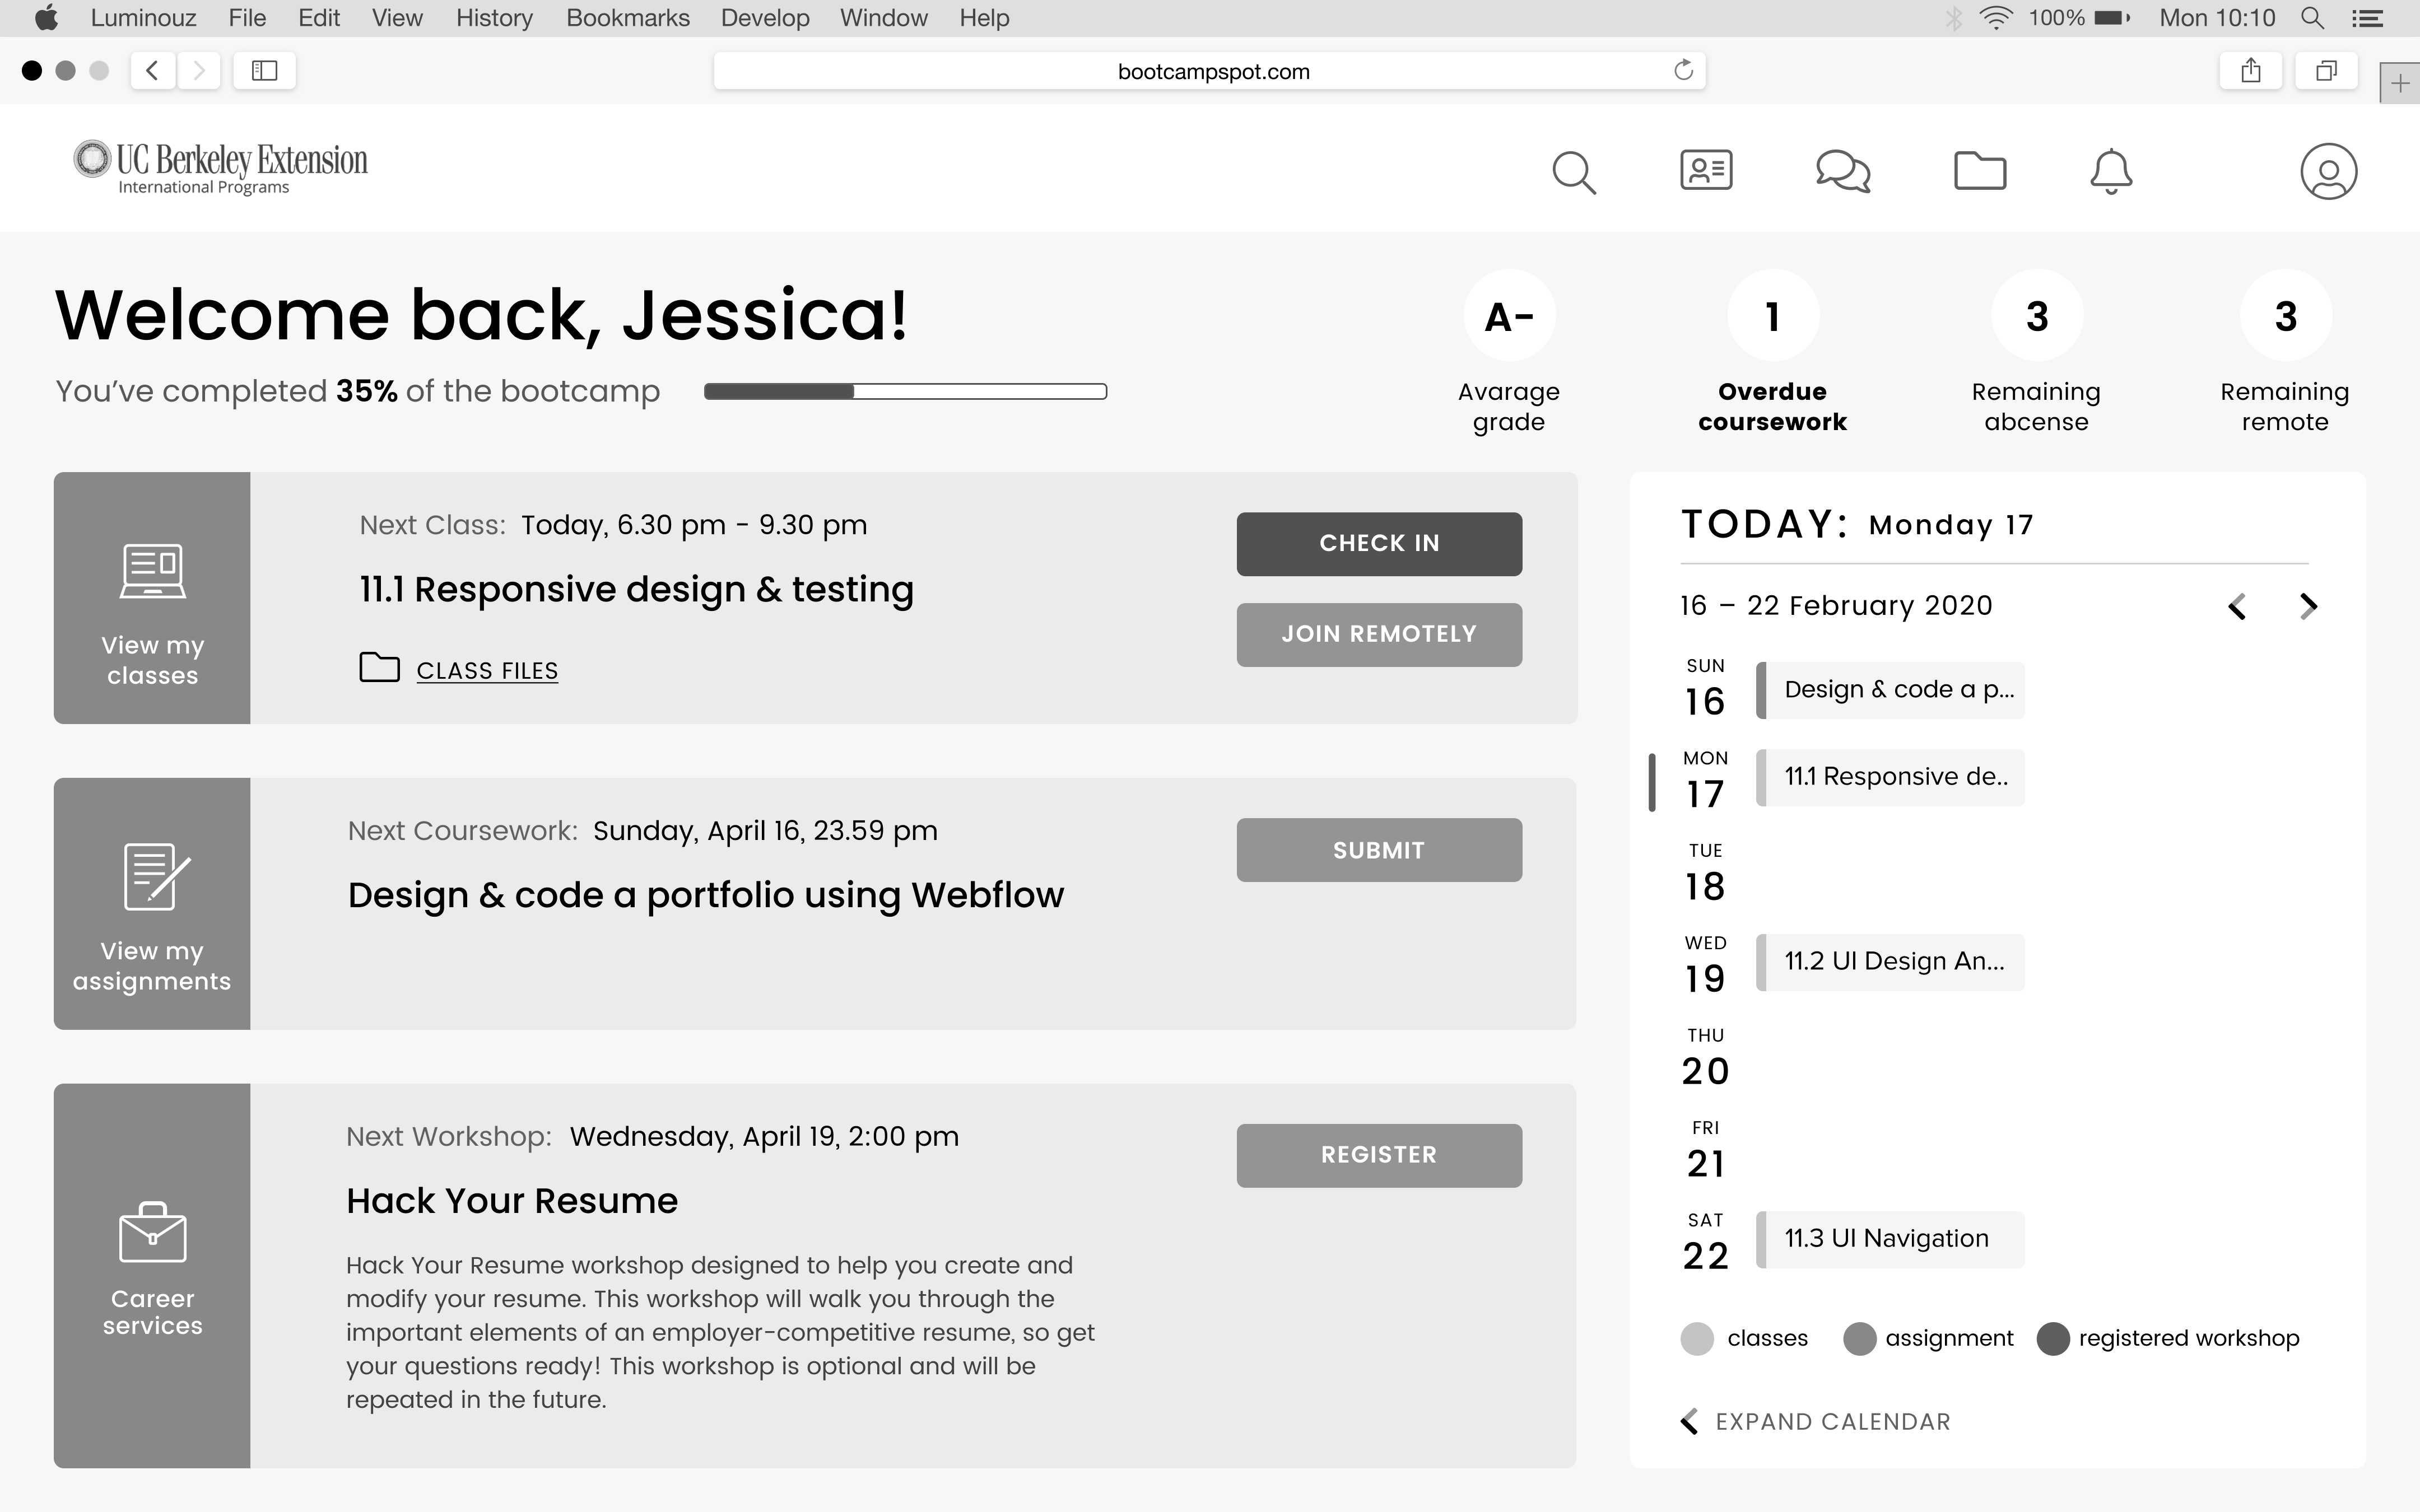 Luminouz File Edit View History Bookmarks Develop Window Help 100% Mon 10:10
bootcampspot.com
UC Berkeley Extension
International Programs
Welcome back, Jessica!
You’ve completed 35% of the bootcamp
A-
Avarage
grade
1
Overdue
coursework
3
Remaining
abcense
3
Remaining
remote
View my
classes
Next Class: Today, 6.30 pm - 9.30 pm
11.1 Responsive design & testing
CLASS FILES
CHECK IN
JOIN REMOTELY
View my
assignments
Next Coursework: Sunday, April 16, 23.59 pm
Design & code a portfolio using Webflow
SUBMIT
Career
services
Next Workshop: Wednesday, April 19, 2:00 pm
Hack Your Resume
Hack Your Resume workshop designed to help you create and
modify your resume. This workshop will walk you through the
important elements of an employer-competitive resume, so get
your questions ready! This workshop is optional and will be
repeated in the future.
REGISTER
TODAY: Monday 17
16 – 22 February 2020
SUN
16
Design & code a p...
MON
17
11.1 Responsive de..
TUE
18
WED
19
11.2 UI Design An...
THU
20
FRI
21
SAT
22
11.3 UI Navigation
classes assignment registered workshop
EXPAND CALENDAR